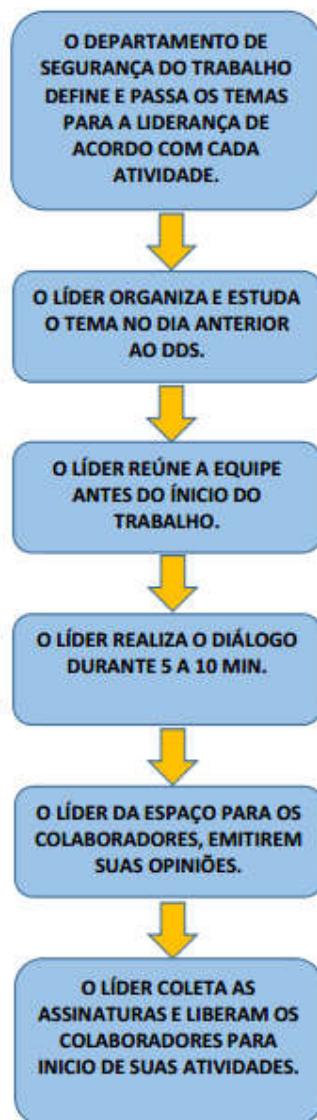 O DEPARTAMENTO DE
SEGURANÇA DO TRABALHO
DEFINE E PASSA OS TEMAS
PARA A LIDERANÇA DE
ACORDO COM CADA
ATIVIDADE.
O LÍDER ORGANIZA E ESTUDA
O TEMA NO DIA ANTERIOR
AO DDS.
O LÍDER REÚNE A EQUIPE
ANTES DO ÍNICIO DO
TRABALHO.
O LÍDER REALIZA O DIÁLOGO
DURANTE 5 A 10 MIN.
O LÍDER DA ESPAÇO PARA OS
COLABORADORES, EMITIREM
SUAS OPINIÕES.
O LÍDER COLETA AS
ASSINATURAS E LIBERAM OS
COLABORADORES PARA
INICIO DE SUAS ATIVIDADES.